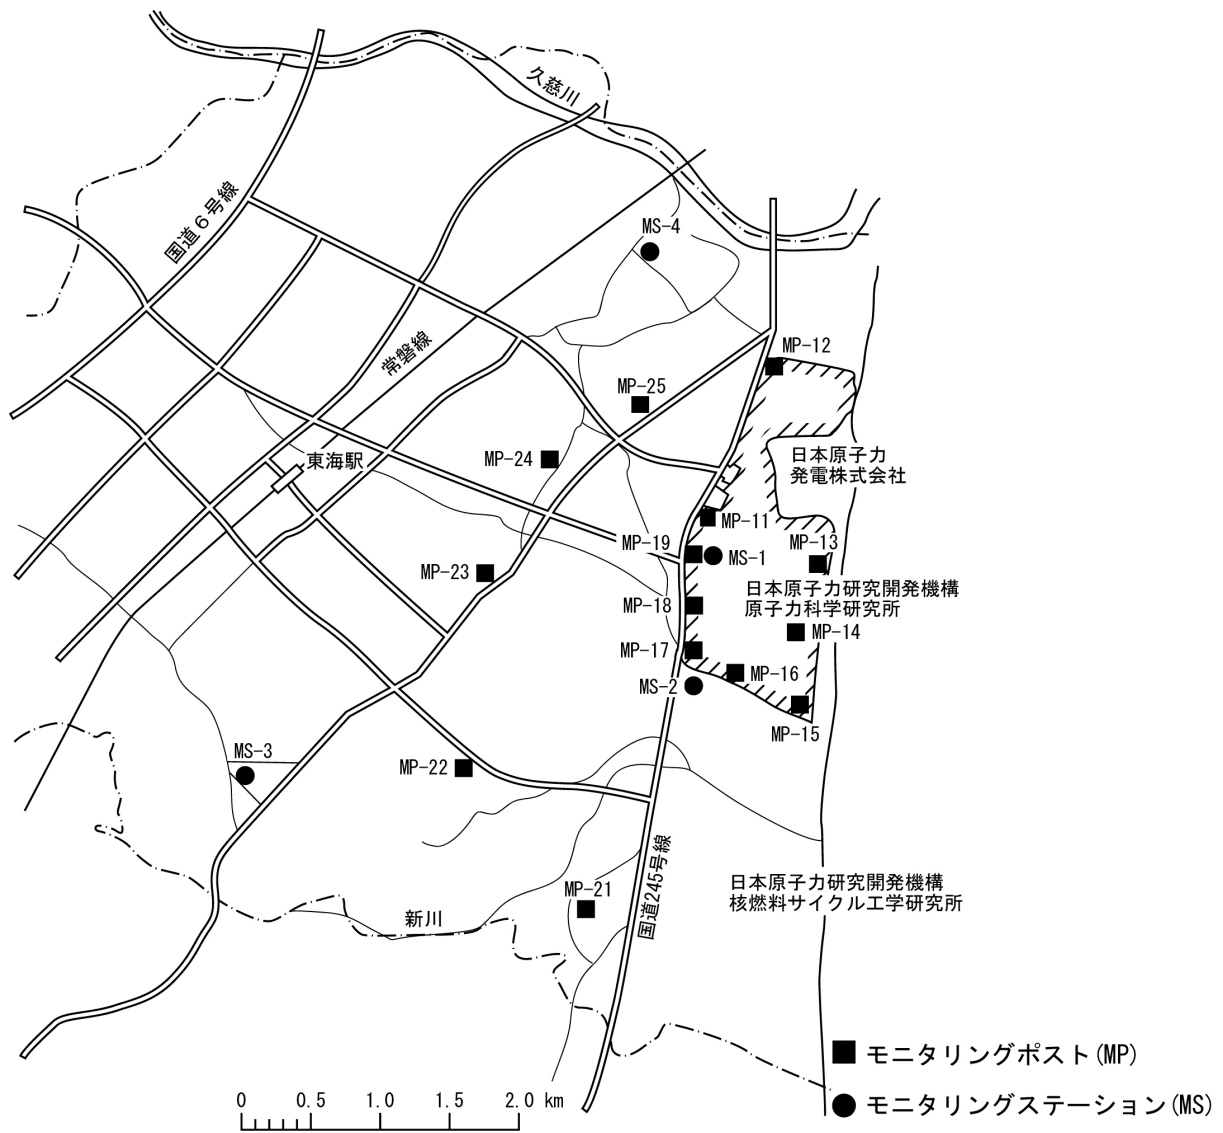 久慈川
国道6号線
MS-4
常磐線
MP-12
MP-25
東海駅
MP-24
日本原子力
発電株式会社
MP-11
MP-19
MS-1
MP-13
MP-23
日本原子力研究開発機構
原子力科学研究所
MP-18
MP-14
MP-17
MP-16
MS-2
MP-15
MS-3
MP-22
国道245号線
日本原子力研究開発機構
核燃料サイクル工学研究所
MP-21
新川
モニタリングポスト(MP)
モニタリングステーション(MS)
0 0.5 1.0 1.5 2.0 km